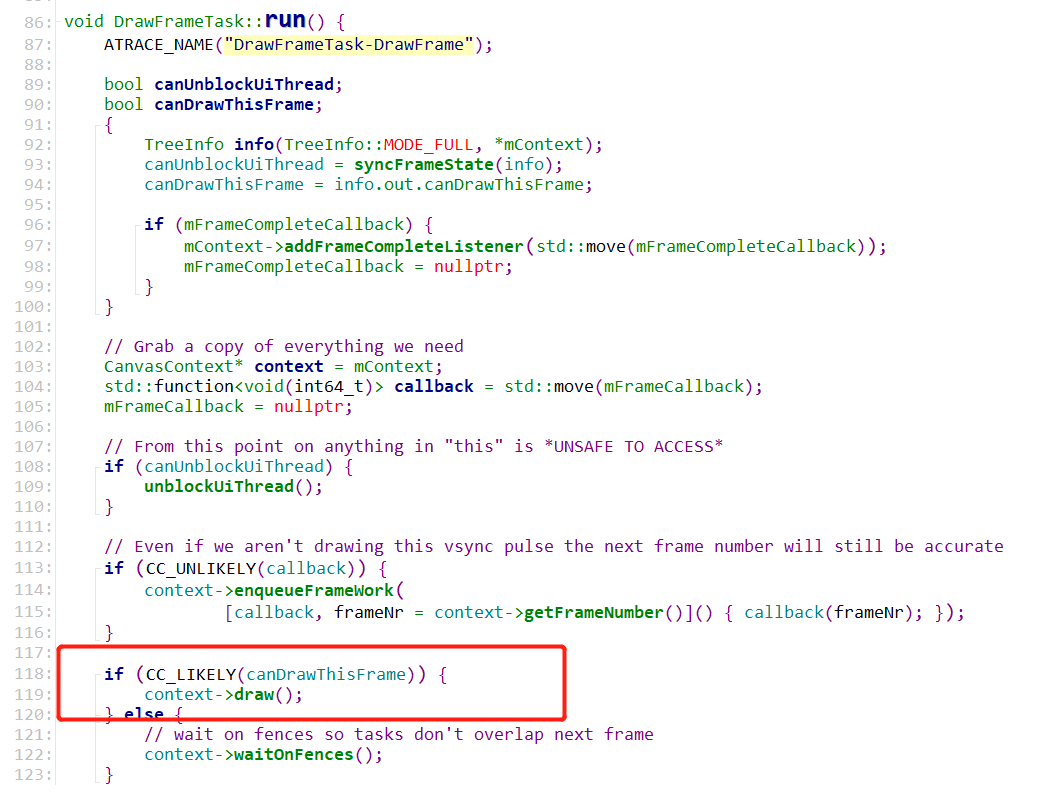 86: void DrawFrameTask::run() {
87: ATRACE_NAME("DrawFrameTask-DrawFrame");
88:
89: bool canUnblockUiThread;
90: bool canDrawThisFrame;
91: {
92: TreeInfo info(TreeInfo::MODE_FULL, *mContext);
93: canUnblockUiThread = syncFrameState(info);
94: canDrawThisFrame = info.out.canDrawThisFrame;
95:
96: if (mFrameCompleteCallback) {
97: mContext->addFrameCompleteListener(std::move(mFrameCompleteCallback));
98: mFrameCompleteCallback = nullptr;
99: }
100: }
101:
102: // Grab a copy of everything we need
103: CanvasContext* context = mContext;
104: std::function<void(int64_t)> callback = std::move(mFrameCallback);
105: mFrameCallback = nullptr;
106:
107: // From this point on anything in "this" is *UNSAFE TO ACCESS*
108: if (canUnblockUiThread) {
109: unblockUiThread();
110: }
111:
112: // Even if we aren't drawing this vsync pulse the next frame number will still be accurate
113: if (CC_UNLIKELY(callback)) {
114: context->enqueueFrameWork(
115: [callback, frameNr = context->getFrameNumber()]() { callback(frameNr); });
116: }
117:
118: if (CC_LIKELY(canDrawThisFrame)) {
119: context->draw();
120: } else {
121: // wait on fences so tasks don't overlap next frame
122: context->waitOnFences();
123: }